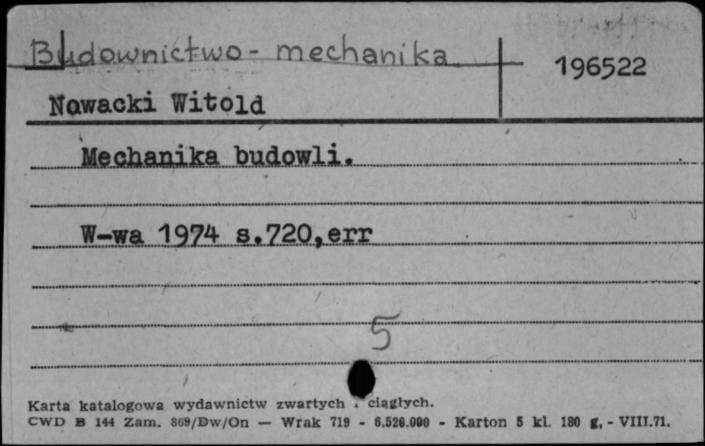 Budownictwo - mechanika
196522
Nowacki Witold
Mechanika budowli.
W-wa 1974 s.720,err
5
Karta katalogowa wydawnictw zwartych i ciągłych.
CWD B 144 Zam. 869/Dw/On — Wrak 719 - 6.520.000 - Karton 5 kl. 180 g. - VIII.71.